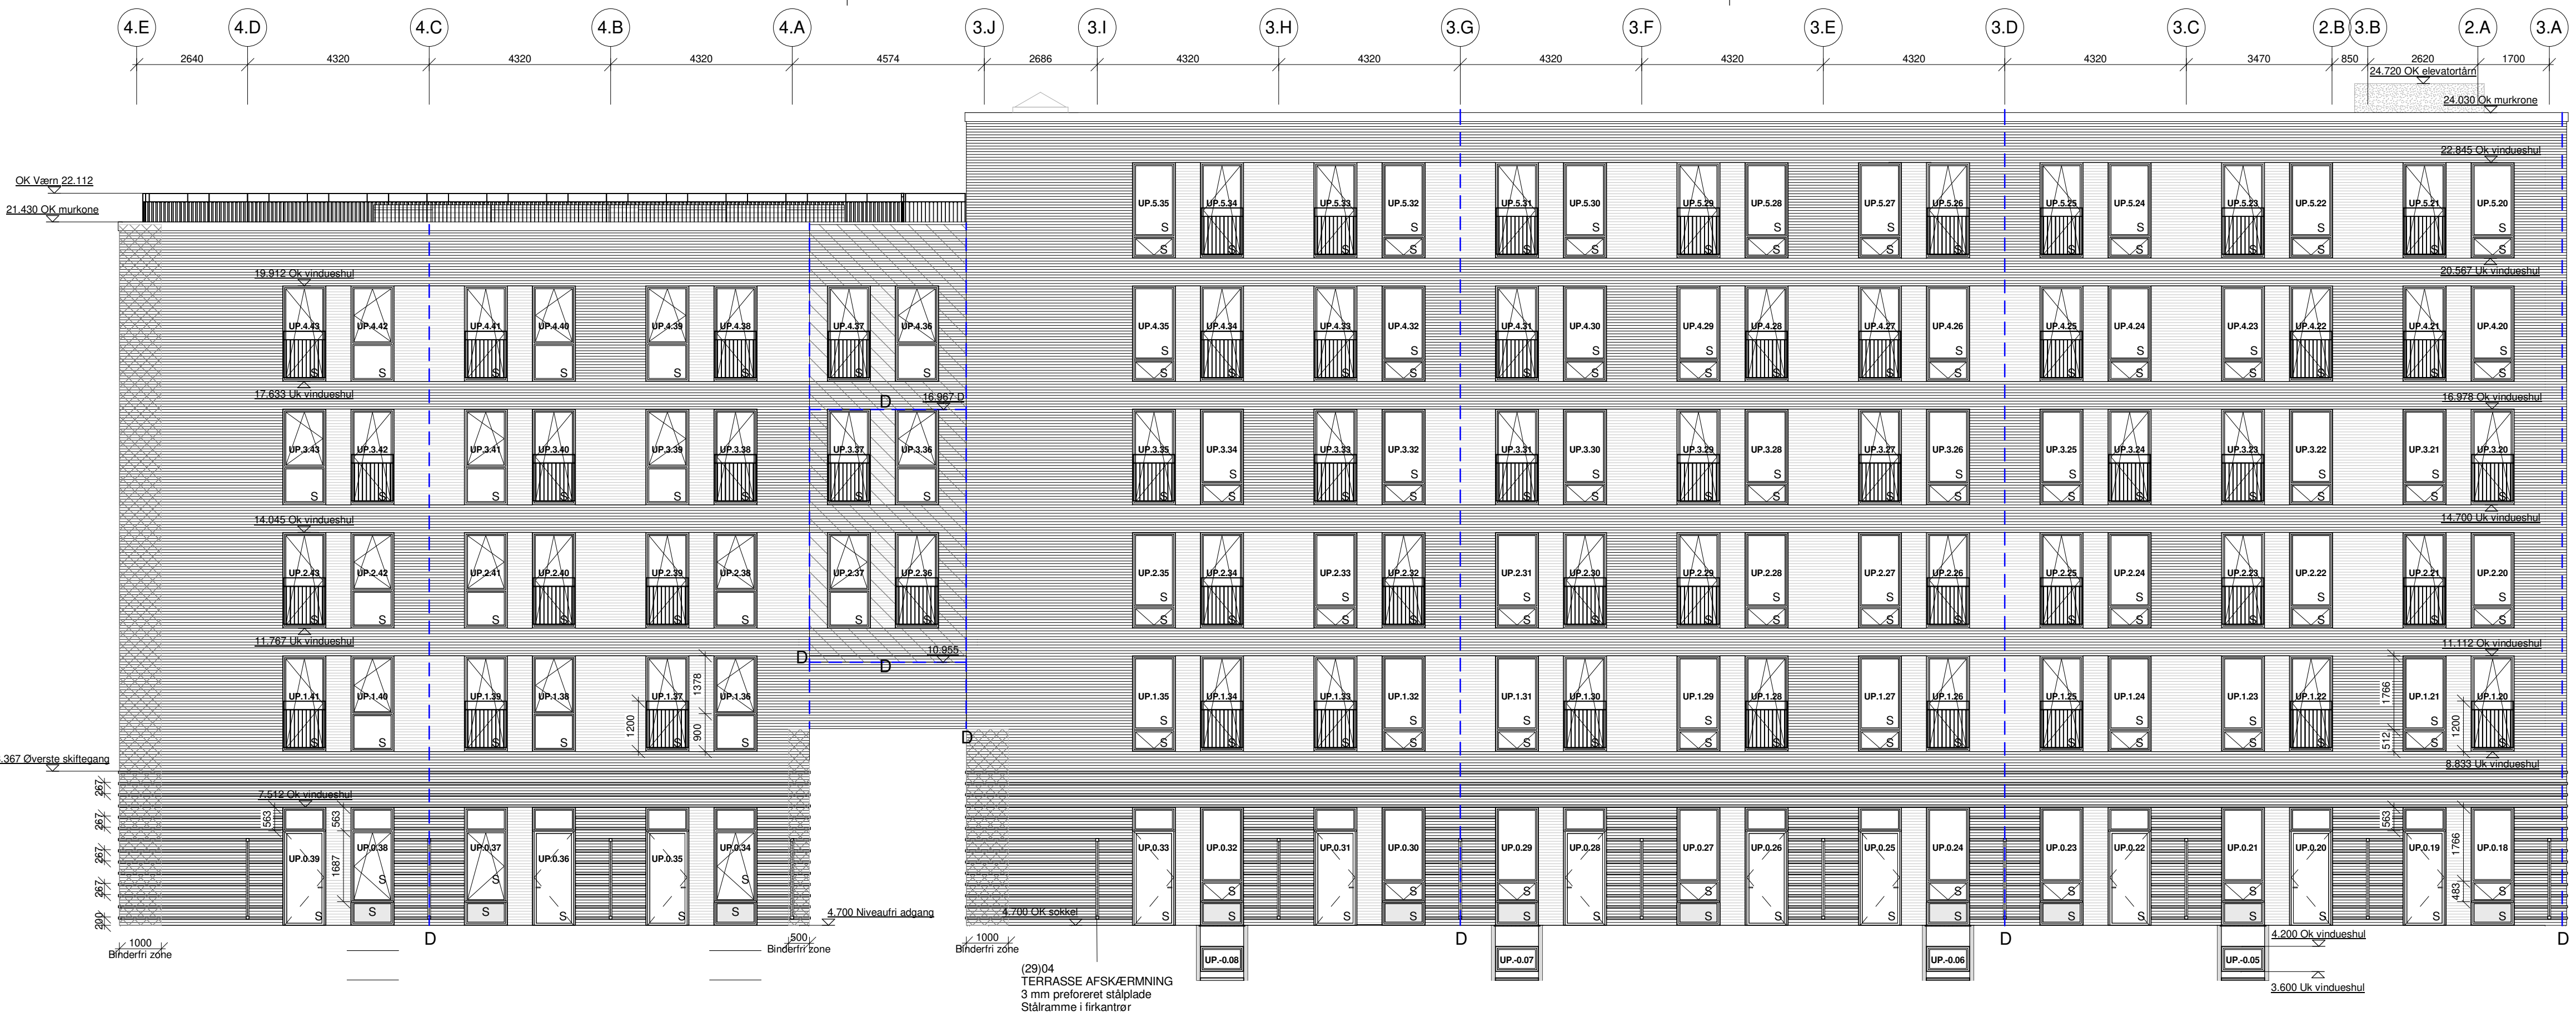 4.E 4.D 4.C 4.B 4.A 3.J 3.I 3.H 3.G 3.F 3.E 3.D 3.C 2.B 3.B 2.A 3.A
2640 4320 4320 4320 4574 2686 4320 4320 4320 4320 4320 4320 3470 850 2620 1700
24.720 OK elevatortårn
24.030 Ok murkrone
22.845 Ok vindueshul
OK Værn 22.112
21.430 OK murkone
UP.5.35 UP.5.34 UP.5.33 UP.5.32 UP.5.31 UP.5.30 UP.5.29 UP.5.28 UP.5.27 UP.5.26 UP.5.25 UP.5.24 UP.5.23 UP.5.22 UP.5.21 UP.5.20
S S S S S S S S
S S S S S S S S S S S S S S S S
19.912 Ok vindueshul
20.567 Uk vindueshul
UP.4.43 UP.4.42 UP.4.41 UP.4.40 UP.4.39 UP.4.38 UP.4.37 UP.4.36 UP.4.35 UP.4.34 UP.4.33 UP.4.32 UP.4.31 UP.4.30 UP.4.29 UP.4.28 UP.4.27 UP.4.26 UP.4.25 UP.4.24 UP.4.23 UP.4.22 UP.4.21 UP.4.20
S S S S S S S S
S S S S S S S S S S S S S S S S S S S S S S S S
17.633 Uk vindueshul
D
16.967 D
16.978 Ok vindueshul
UP.3.43 UP.3.42 UP.3.41 UP.3.40 UP.3.39 UP.3.38 UP.3.37 UP.3.36 UP.3.35 UP.3.34 UP.3.33 UP.3.32 UP.3.31 UP.3.30 UP.3.29 UP.3.28 UP.3.27 UP.3.26 UP.3.25 UP.3.24 UP.3.23 UP.3.22 UP.3.21 UP.3.20
S S S S S S S S
S S S S S S S S S S S S S S S S S S S S S S S S
14.045 Ok vindueshul
14.700 Uk vindueshul
UP.2.43 UP.2.42 UP.2.41 UP.2.40 UP.2.39 UP.2.38 UP.2.37 UP.2.36 UP.2.35 UP.2.34 UP.2.33 UP.2.32 UP.2.31 UP.2.30 UP.2.29 UP.2.28 UP.2.27 UP.2.26 UP.2.25 UP.2.24 UP.2.23 UP.2.22 UP.2.21 UP.2.20
S S S S S S S S
S S S S S S S S S S S S S S S S S S S S S S S S
11.767 Uk vindueshul
D
D
10.955
11.112 Ok vindueshul
UP.1.41 UP.1.40 UP.1.39 UP.1.38 UP.1.37 UP.1.36 UP.1.35 UP.1.34 UP.1.33 UP.1.32 UP.1.31 UP.1.30 UP.1.29 UP.1.28 UP.1.27 UP.1.26 UP.1.25 UP.1.24 UP.1.23 UP.1.22 UP.1.21 UP.1.20
1200 1378 900 1766 512 1200
S S S S S S S S
S S S S S S S S S S S S S S S S S S S S S S
D
.367 Øverste skiftegang
8.833 Uk vindueshul
7.512 Ok vindueshul
267 267 267 267 200
563 563 1687 563 1766 483
UP.0.39 UP.0.38 UP.0.37 UP.0.36 UP.0.35 UP.0.34 UP.0.33 UP.0.32 UP.0.31 UP.0.30 UP.0.29 UP.0.28 UP.0.27 UP.0.26 UP.0.25 UP.0.24 UP.0.23 UP.0.22 UP.0.21 UP.0.20 UP.0.19 UP.0.18
S S S S S S S S S S S
S S S S S S S S S S S S S S S S S S S S S S
4.700 Niveaufri adgang
4.700 OK sokkel
1000
Binderfri zone
D
500
Binderfri zone
1000
Binderfri zone
D D D
4.200 Ok vindueshul
UP.-0.08 UP.-0.07 UP.-0.06 UP.-0.05
3.600 Uk vindueshul
(29)04
TERRASSE AFSKÆRMNING
3 mm preforeret stålplade
Stålramme i firkantrør